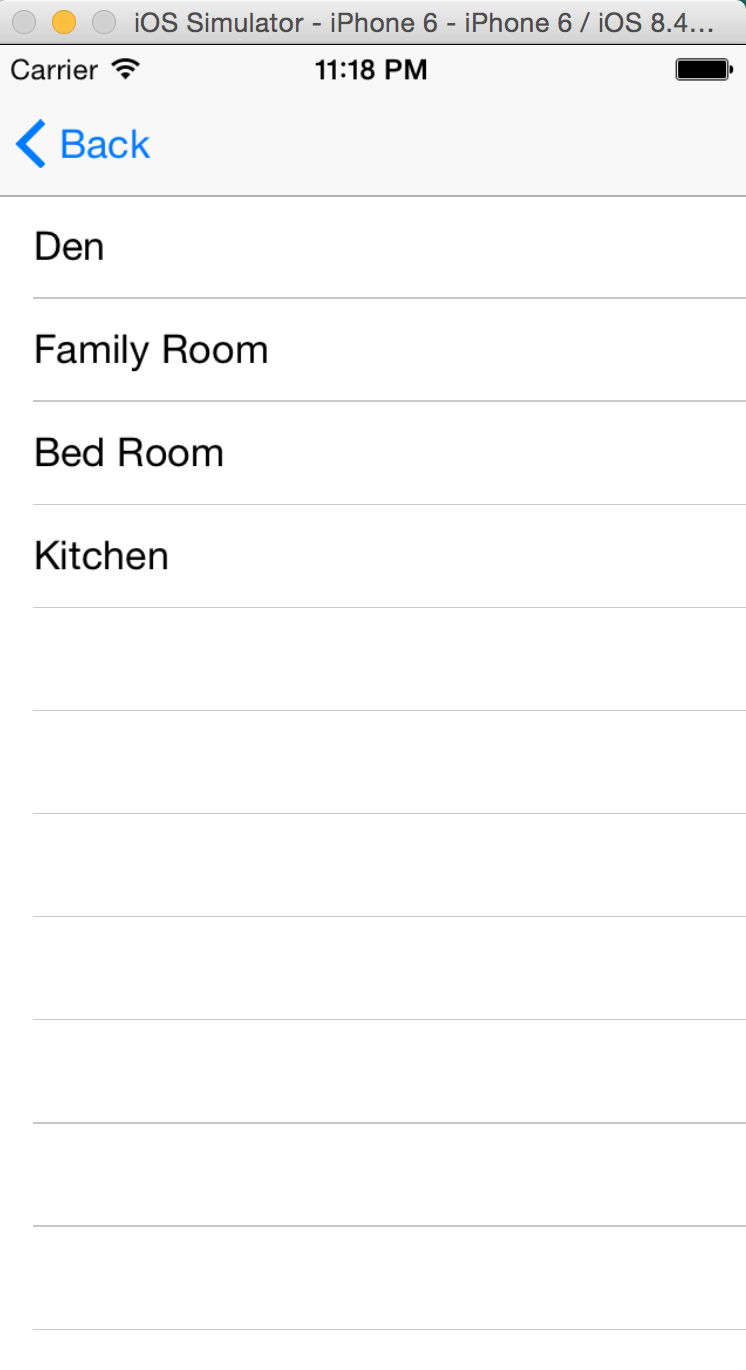 iOS Simulator - iPhone 6 - iPhone 6 / iOS 8.4...
Carrier 11:18 PM
Back
Den
Family Room
Bed Room
Kitchen